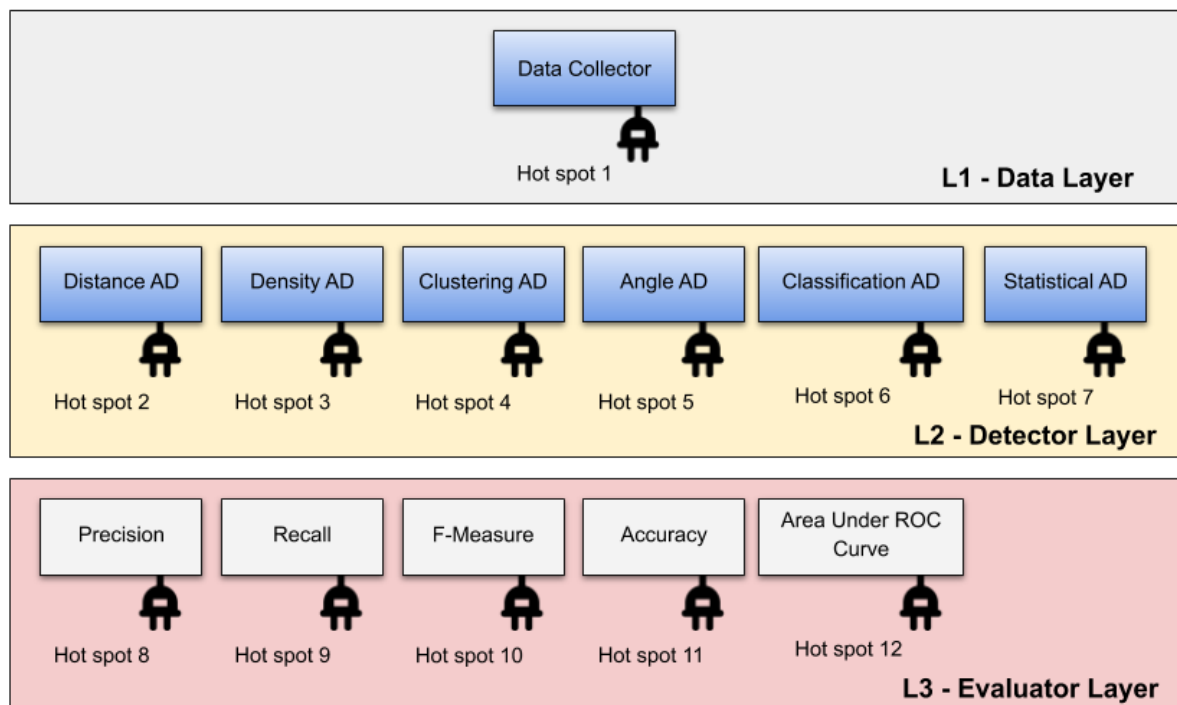 Data Collector
Hot spot 1
L1 - Data Layer
Distance AD
Density AD
Clustering AD
Angle AD
Classification AD
Statistical AD
Hot spot 2
Hot spot 3
Hot spot 4
Hot spot 5
Hot spot 6
Hot spot 7
L2 - Detector Layer
Precision
Recall
F-Measure
Accuracy
Area Under ROC
Curve
Hot spot 8
Hot spot 9
Hot spot 10
Hot spot 11
Hot spot 12
L3 - Evaluator Layer